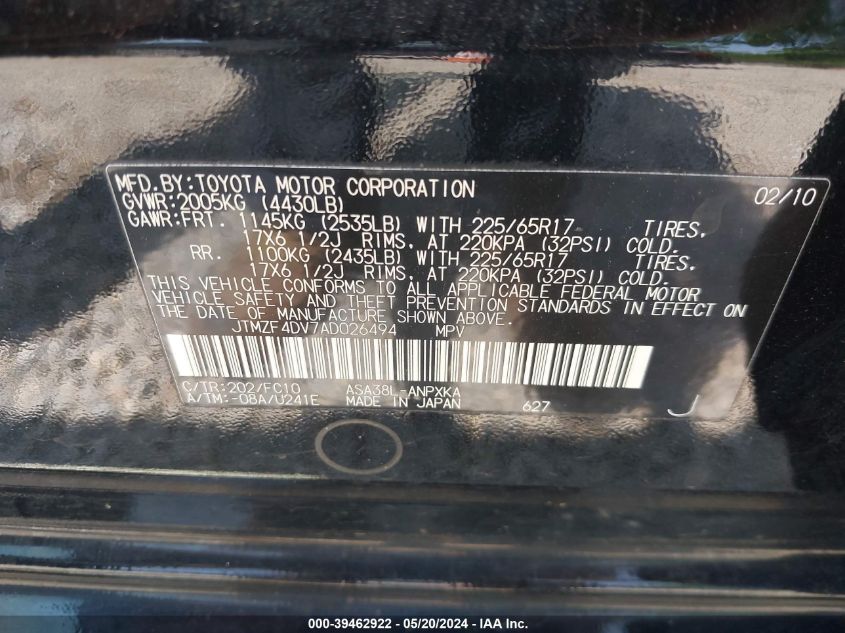 MFD.BY:TOYOTA MOTOR CORPORATION 02/10
GVWR:2005KG (4430LB)
GAWR:FRT. 1145KG (2535LB) WITH 225/65R17 TIRES.
17X6 1/2J RIMS. AT 220KPA (32PSI) COLD.
RR. 1100KG (2435LB) WITH 225/65R17 TIRES.
17X6 1/2J RIMS. AT 220KPA (32PSI) COLD.
THIS VEHICLE CONFORMS TO ALL APPLICABLE FEDERAL MOTOR
VEHICLE SAFETY AND THEFT PREVENTION STANDARDS IN EFFECT ON
THE DATE OF MANUFACTURE SHOWN ABOVE.
JTMZF4DV7AD026494 MPV
C/TR:202/FC10 ASA38L-ANPXKA
A/TM:-08A/U241E MADE IN JAPAN 627 J
000-39462922 — 05/20/2024 — IAA Inc.